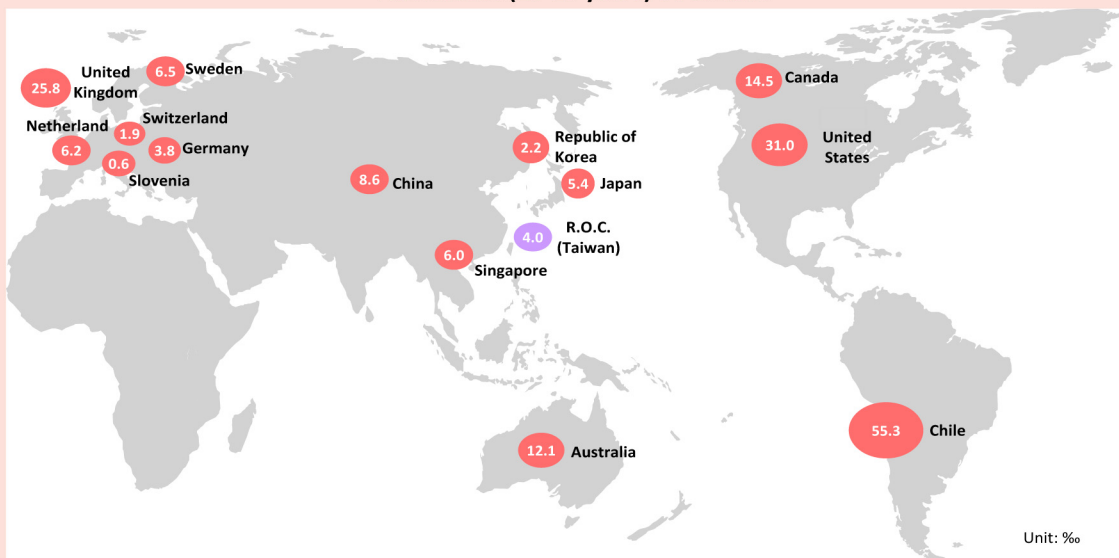 United
Kingdom
25.8
6.5
Sweden
Netherland
6.2
Switzerland
1.9
3.8
Germany
0.6
Slovenia
8.6
China
2.2
Republic of
Korea
5.4
Japan
4.0
R.O.C.
(Taiwan)
6.0
Singapore
12.1
Australia
14.5
Canada
31.0
United
States
55.3
Chile
Unit: ‰